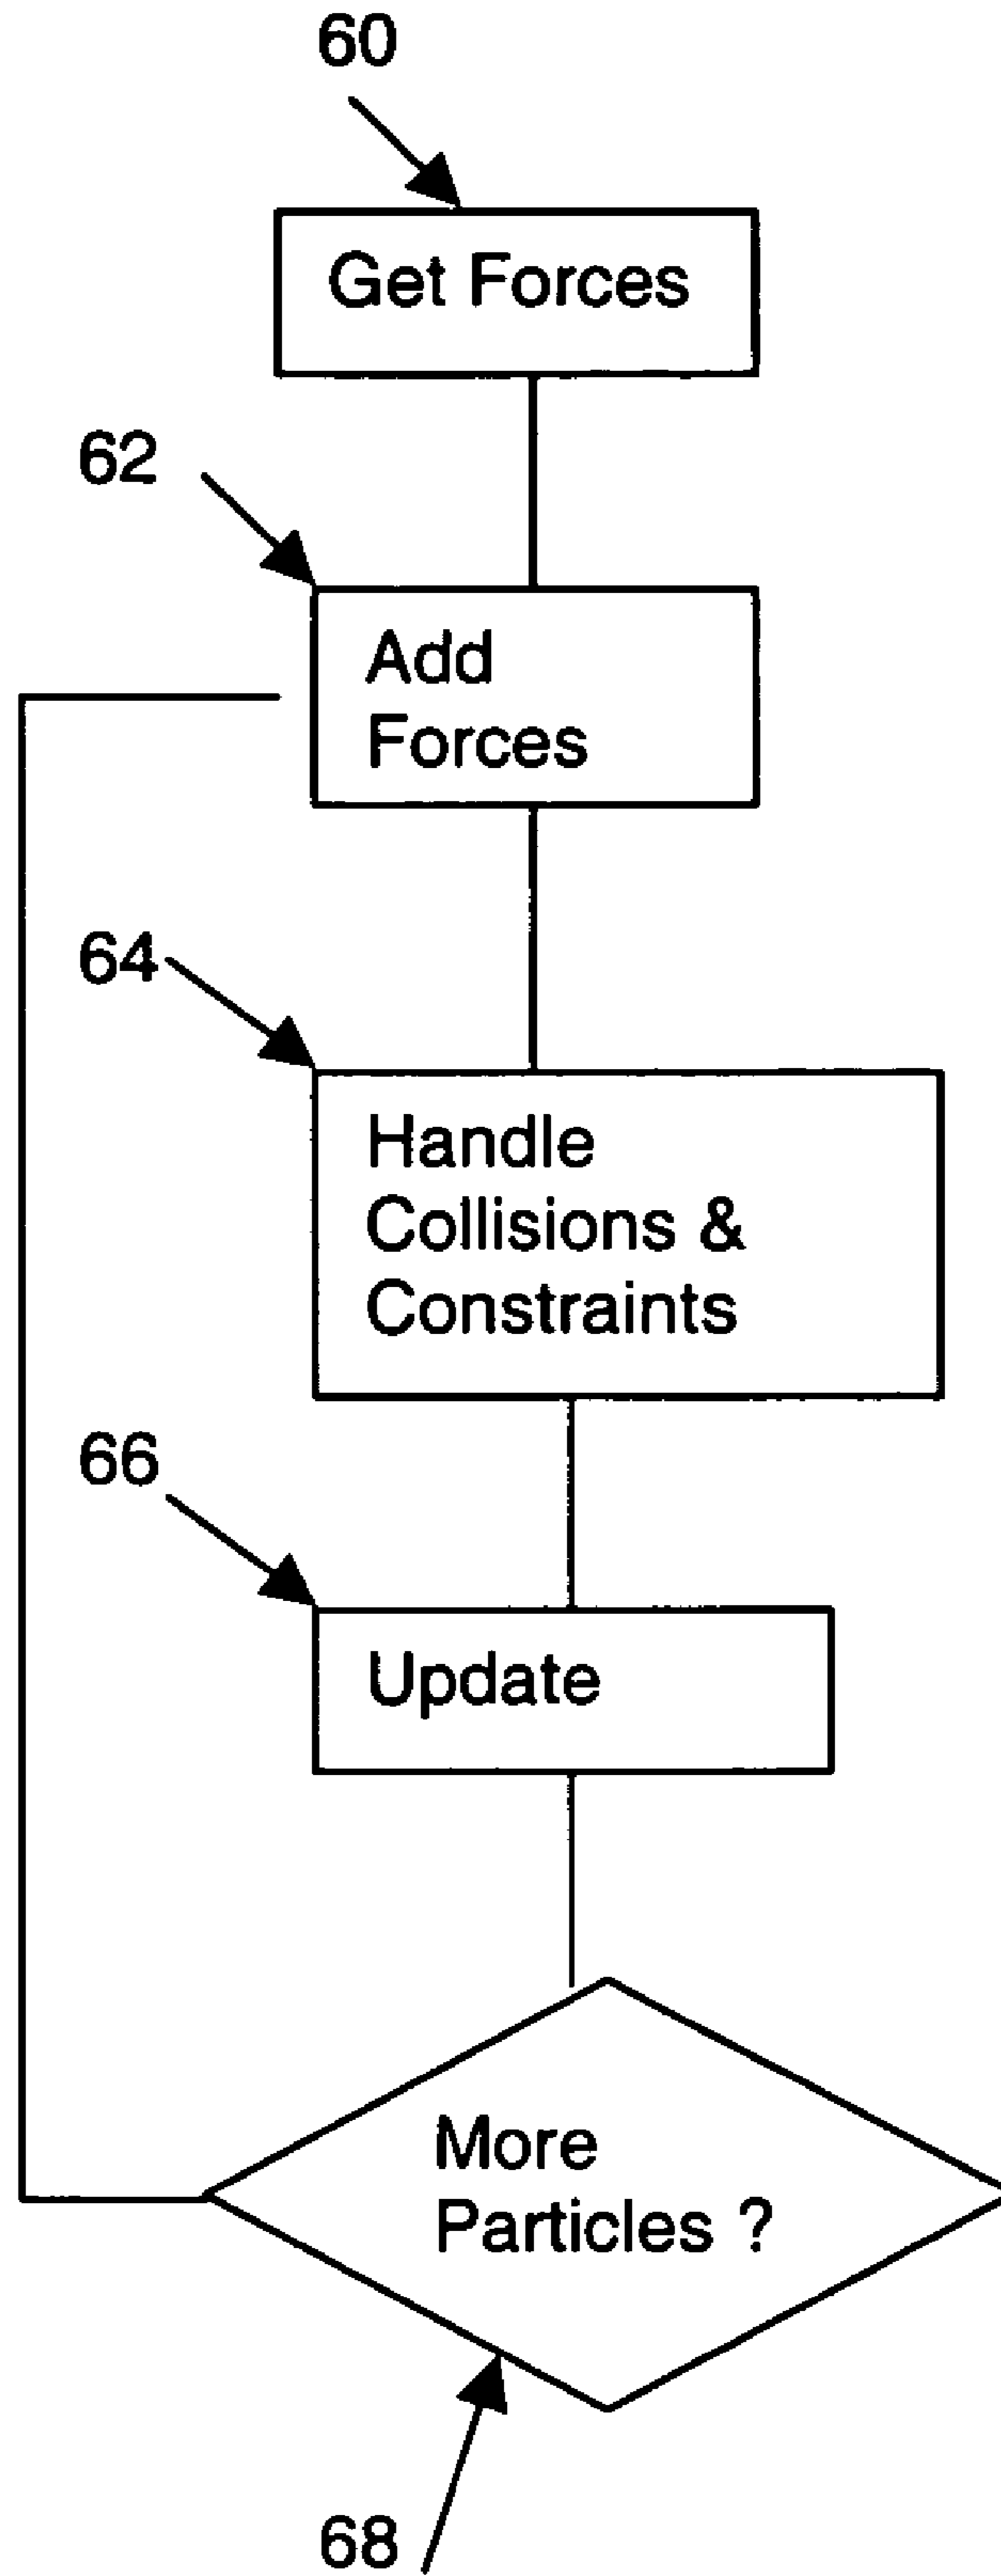 60
Get Forces
62
Add
Forces
64
Handle
Collisions &
Constraints
66
Update
More
Particles ?
68